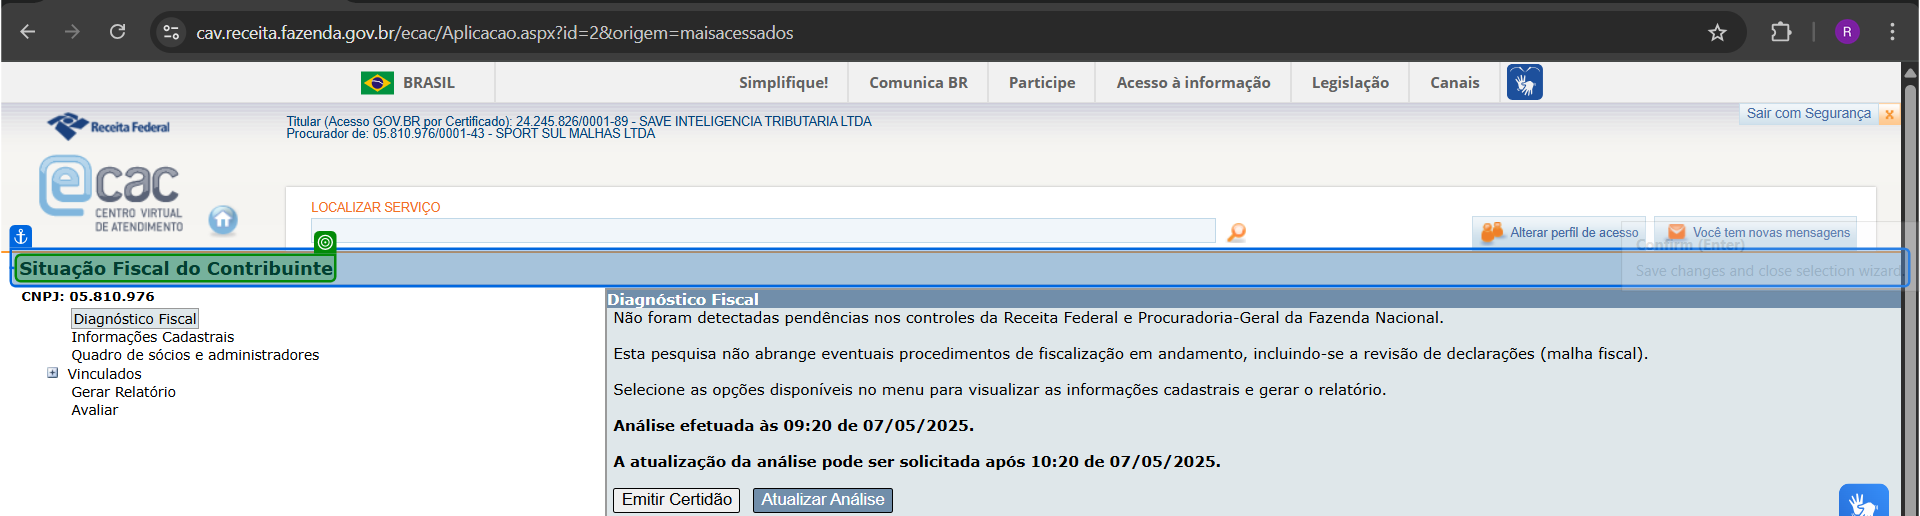 cav.receita.fazenda.gov.br/ecac/Aplicacao.aspx?id=2&origem=maisacessados
R
BRASIL
Simplifique!
Comunica BR
Participe
Acesso à informação
Legislação
Canais
Receita Federal
Titular (Acesso GOV.BR por Certificado): 24.245.826/0001-89 - SAVE INTELIGENCIA TRIBUTARIA LTDA
Procurador de: 05.810.976/0001-43 - SPORT SUL MALHAS LTDA
Sair com Segurança
x
ecac
CENTRO VIRTUAL
DE ATENDIMENTO
LOCALIZAR SERVIÇO
Alterar perfil de acesso
Você tem novas mensagens
Confirm (Enter)
Save changes and close selection wizard
Situação Fiscal do Contribuinte
CNPJ: 05.810.976
Diagnóstico Fiscal
Informações Cadastrais
Quadro de sócios e administradores
Vinculados
Gerar Relatório
Avaliar
Diagnóstico Fiscal
Não foram detectadas pendências nos controles da Receita Federal e Procuradoria-Geral da Fazenda Nacional.
Esta pesquisa não abrange eventuais procedimentos de fiscalização em andamento, incluindo-se a revisão de declarações (malha fiscal).
Selecione as opções disponíveis no menu para visualizar as informações cadastrais e gerar o relatório.
Análise efetuada às 09:20 de 07/05/2025.
A atualização da análise pode ser solicitada após 10:20 de 07/05/2025.
Emitir Certidão
Atualizar Análise